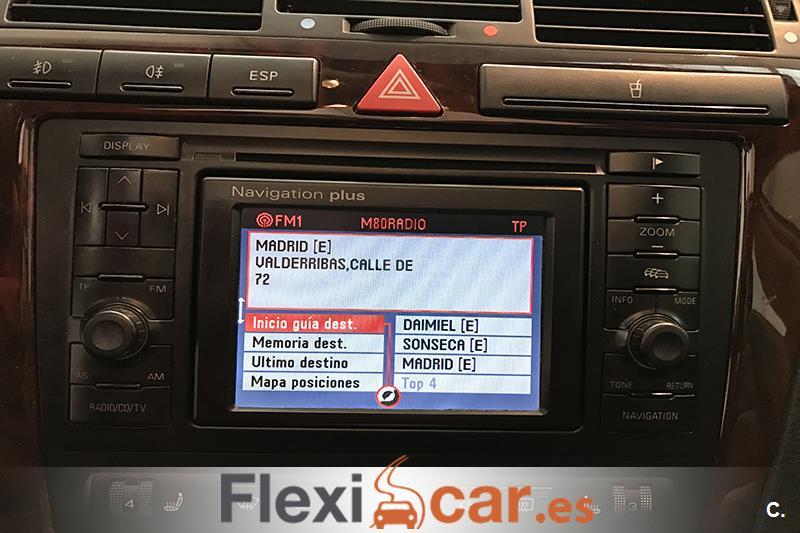 ESP
DISPLAY
Navigation plus
FM1 M80RADIO TP
MADRID [E]
VALDERRIBAS,CALLE DE
72
Inicio guía dest.
Memoria dest.
Ultimo destino
Mapa posiciones
DAIMIEL [E]
SONSECA [E]
MADRID [E]
Top 4
TP FM
AS AM
RADIO/CD/TV
+
ZOOM
−
INFO MODE
TONE RETURN
NAVIGATION
4
3
Flexicar.es
C.